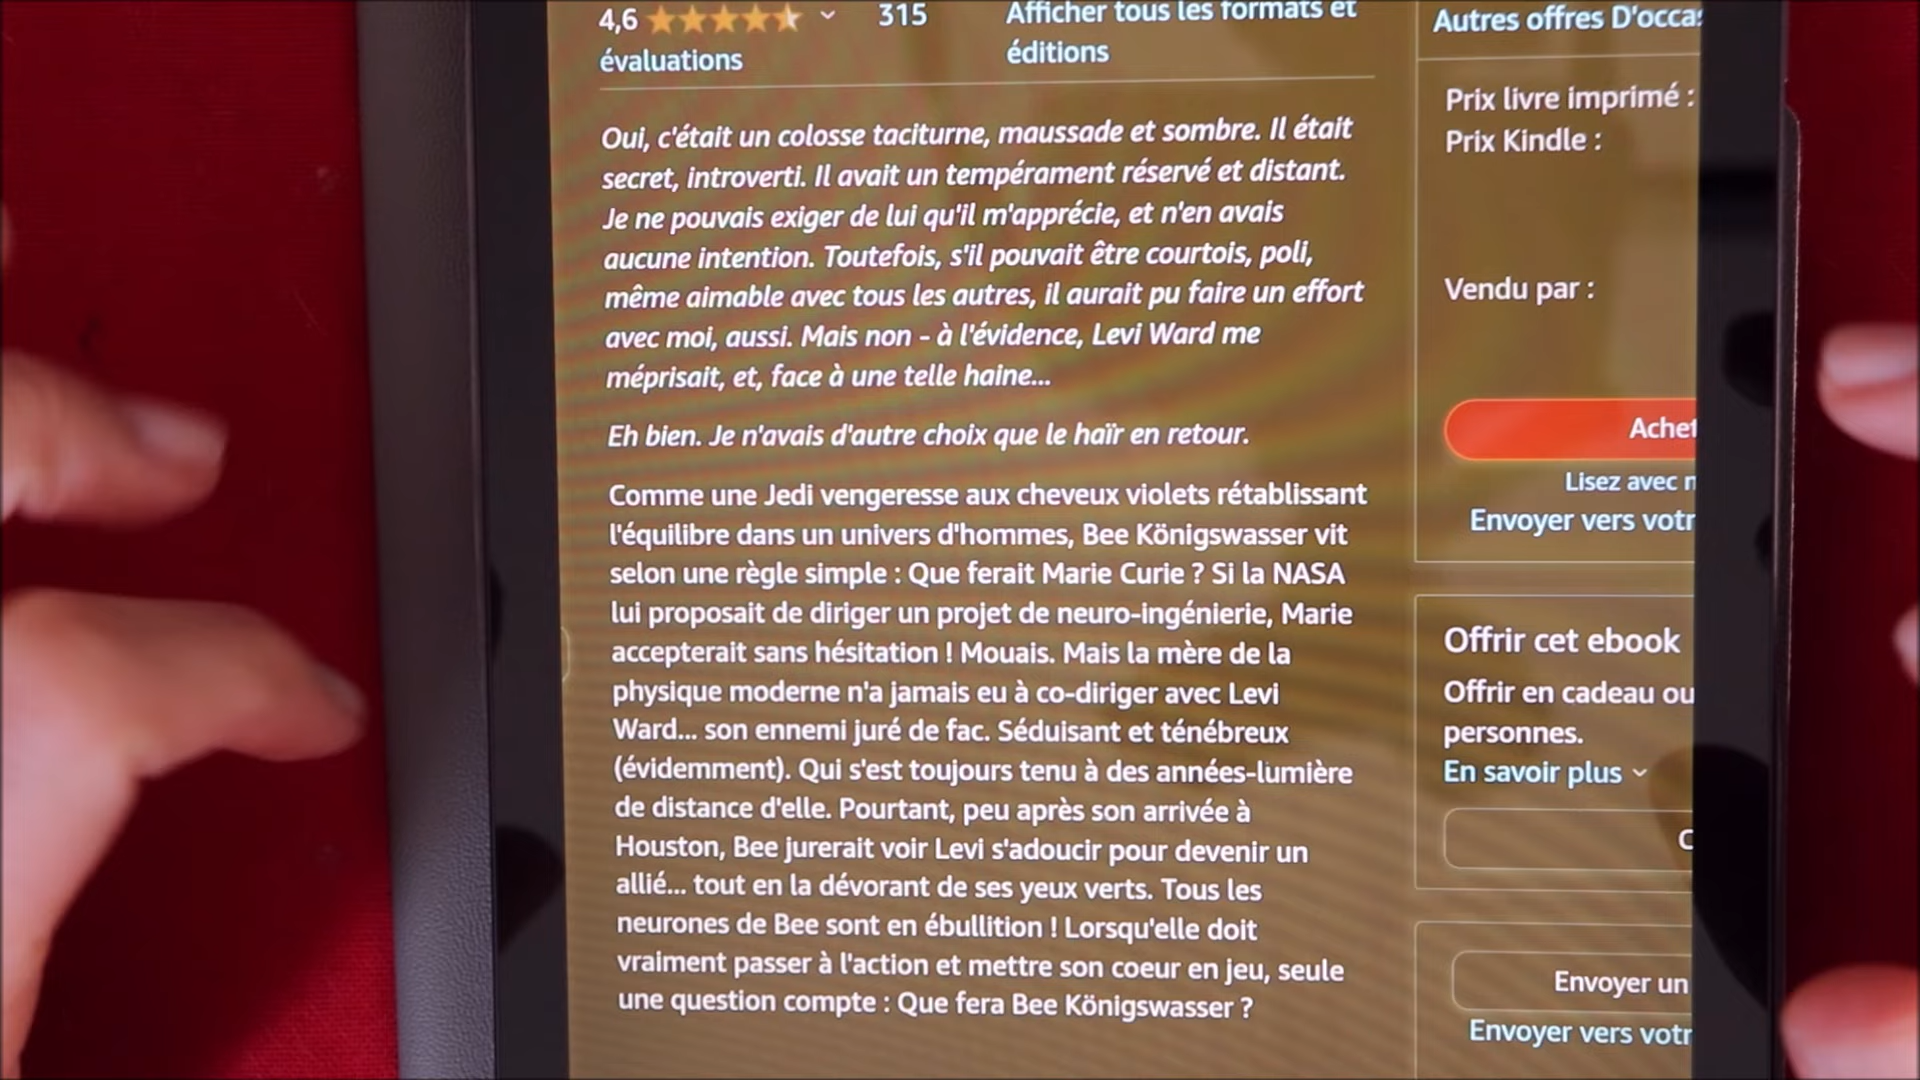 4,6 315 Afficher tous les formats et
évaluations éditions
Oui, c'était un colosse taciturne, maussade et sombre. Il était
secret, introverti. Il avait un tempérament réservé et distant.
Je ne pouvais exiger de lui qu'il m'apprécie, et n'en avais
aucune intention. Toutefois, s'il pouvait être courtois, poli,
même aimable avec tous les autres, il aurait pu faire un effort
avec moi, aussi. Mais non - à l'évidence, Levi Ward me
méprisait, et, face à une telle haine...
Eh bien. Je n'avais d'autre choix que le haïr en retour.
Comme une Jedi vengeresse aux cheveux violets rétablissant
l'équilibre dans un univers d'hommes, Bee Königswasser vit
selon une règle simple : Que ferait Marie Curie ? Si la NASA
lui proposait de diriger un projet de neuro-ingénierie, Marie
accepterait sans hésitation ! Mouais. Mais la mère de la
physique moderne n'a jamais eu à co-diriger avec Levi
Ward... son ennemi juré de fac. Séduisant et ténébreux
(évidemment). Qui s'est toujours tenu à des années-lumière
de distance d'elle. Pourtant, peu après son arrivée à
Houston, Bee jurerait voir Levi s'adoucir pour devenir un
allié... tout en la dévorant de ses yeux verts. Tous les
neurones de Bee sont en ébullition ! Lorsqu'elle doit
vraiment passer à l'action et mettre son coeur en jeu, seule
une question compte : Que fera Bee Königswasser ?
Autres offres D'occas
Prix livre imprimé :
Prix Kindle :
Vendu par :
Achet
Lisez avec n
Envoyer vers votr
Offrir cet ebook
Offrir en cadeau ou
personnes.
En savoir plus
C
Envoyer un
Envoyer vers votr